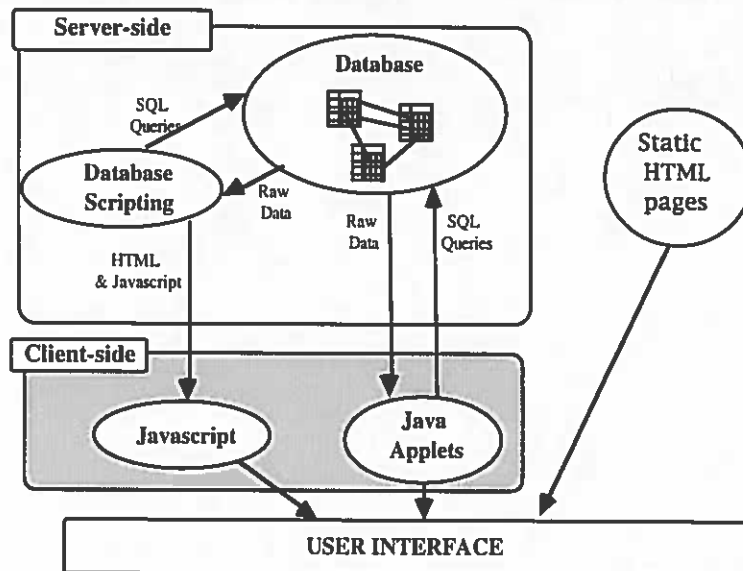 Server-side
Database
SQL
Queries
Database
Scripting
Raw
Data
Raw
Data
SQL
Queries
HTML
& Javascript
Static
HTML
pages
Client-side
Javascript
Java
Applets
USER INTERFACE